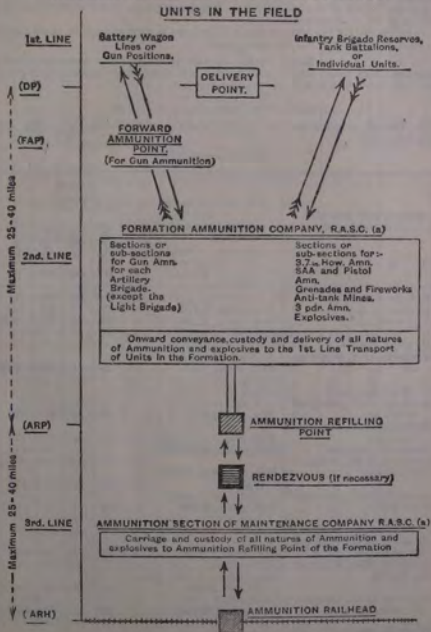 UNITS IN THE FIELD
1st. LINE
Battery Wagon
Lines or
Gun Positions.
Infantry Brigade Reserves,
Tank Battalions,
or
Individual Units.
(DP)
DELIVERY
POINT.
(FAP)
FORWARD
AMMUNITION
POINT.
(For Gun Ammunition)
Maximum 25-40 miles
FORMATION AMMUNITION COMPANY, R.A.S.C. (a)
2nd. LINE
Sections or
sub-sections
for Gun Amn.
for each
Artillery
Brigade.
(except the
Light Brigade)
Sections or
sub-sections for:-
3.7 in. How. Amn.
SAA and Pistol
Amn.
Grenades and Fireworks
Anti-tank Mines.
3 pdr. Amn.
Explosives.
Onward conveyance, custody and delivery of all natures
of Ammunition and explosives to the 1st. Line Transport
of Units in the Formation.
(ARP)
AMMUNITION REFILLING
POINT
RENDEZVOUS (if necessary)
Maximum 25-40 miles
3rd. LINE
AMMUNITION SECTION OF MAINTENANCE COMPANY R.A.S.C. (a)
Carriage and custody of all natures of Ammunition and
explosives to Ammunition Refilling Point of the Formation
(ARH)
AMMUNITION RAILHEAD